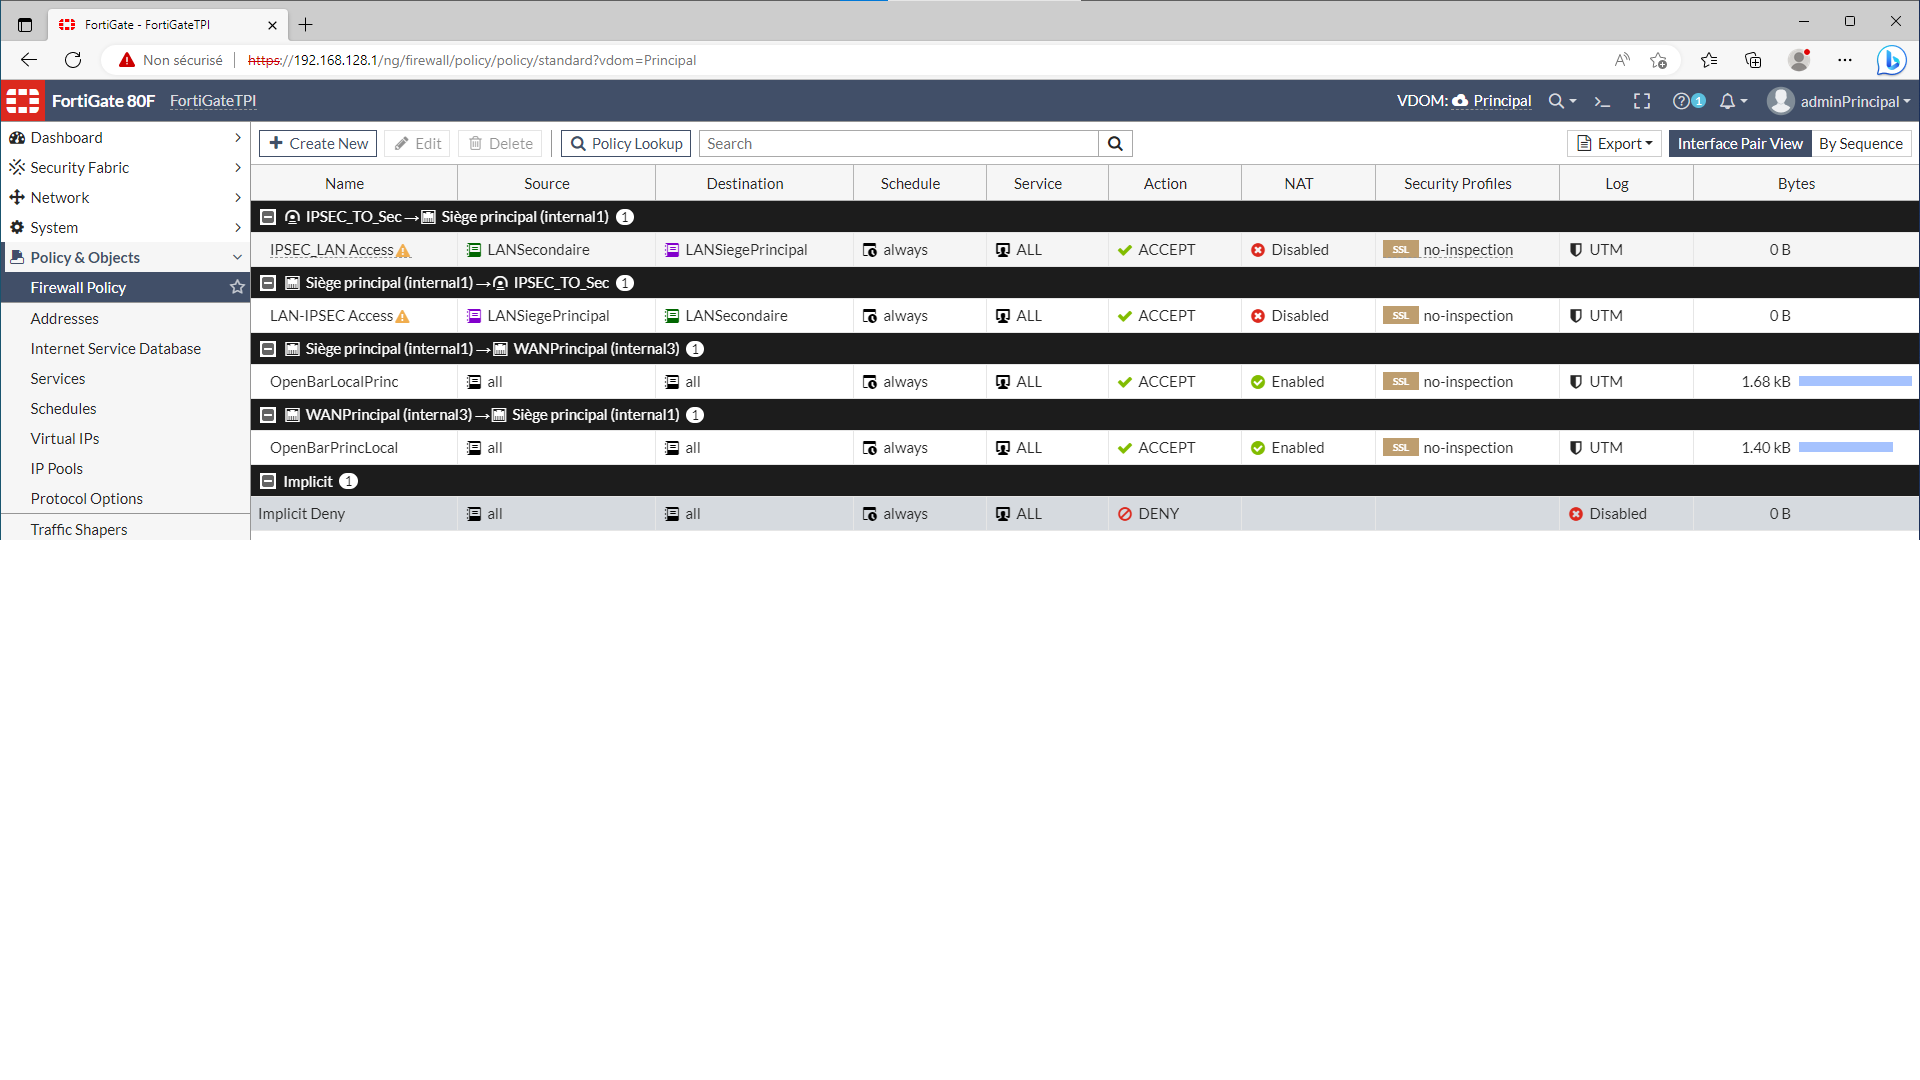 FortiGate - FortiGateTPI
Non sécurisé https://192.168.128.1/ng/firewall/policy/policy/standard?vdom=Principal
FortiGate 80F FortiGateTPI VDOM: Principal 1 adminPrincipal
Dashboard
Security Fabric
Network
System
Policy & Objects
Firewall Policy
Addresses
Internet Service Database
Services
Schedules
Virtual IPs
IP Pools
Protocol Options
Traffic Shapers
Create New Edit Delete Policy Lookup Search Export Interface Pair View By Sequence
Name Source Destination Schedule Service Action NAT Security Profiles Log Bytes
IPSEC_TO_Sec → Siège principal (internal1) 1
IPSEC_LAN Access LANSecondaire LANSiegePrincipal always ALL ACCEPT Disabled SSL no-inspection UTM 0 B
Siège principal (internal1) → IPSEC_TO_Sec 1
LAN-IPSEC Access LANSiegePrincipal LANSecondaire always ALL ACCEPT Disabled SSL no-inspection UTM 0 B
Siège principal (internal1) → WANPrincipal (internal3) 1
OpenBarLocalPrinc all all always ALL ACCEPT Enabled SSL no-inspection UTM 1.68 kB
WANPrincipal (internal3) → Siège principal (internal1) 1
OpenBarPrincLocal all all always ALL ACCEPT Enabled SSL no-inspection UTM 1.40 kB
Implicit 1
Implicit Deny all all always ALL DENY Disabled 0 B